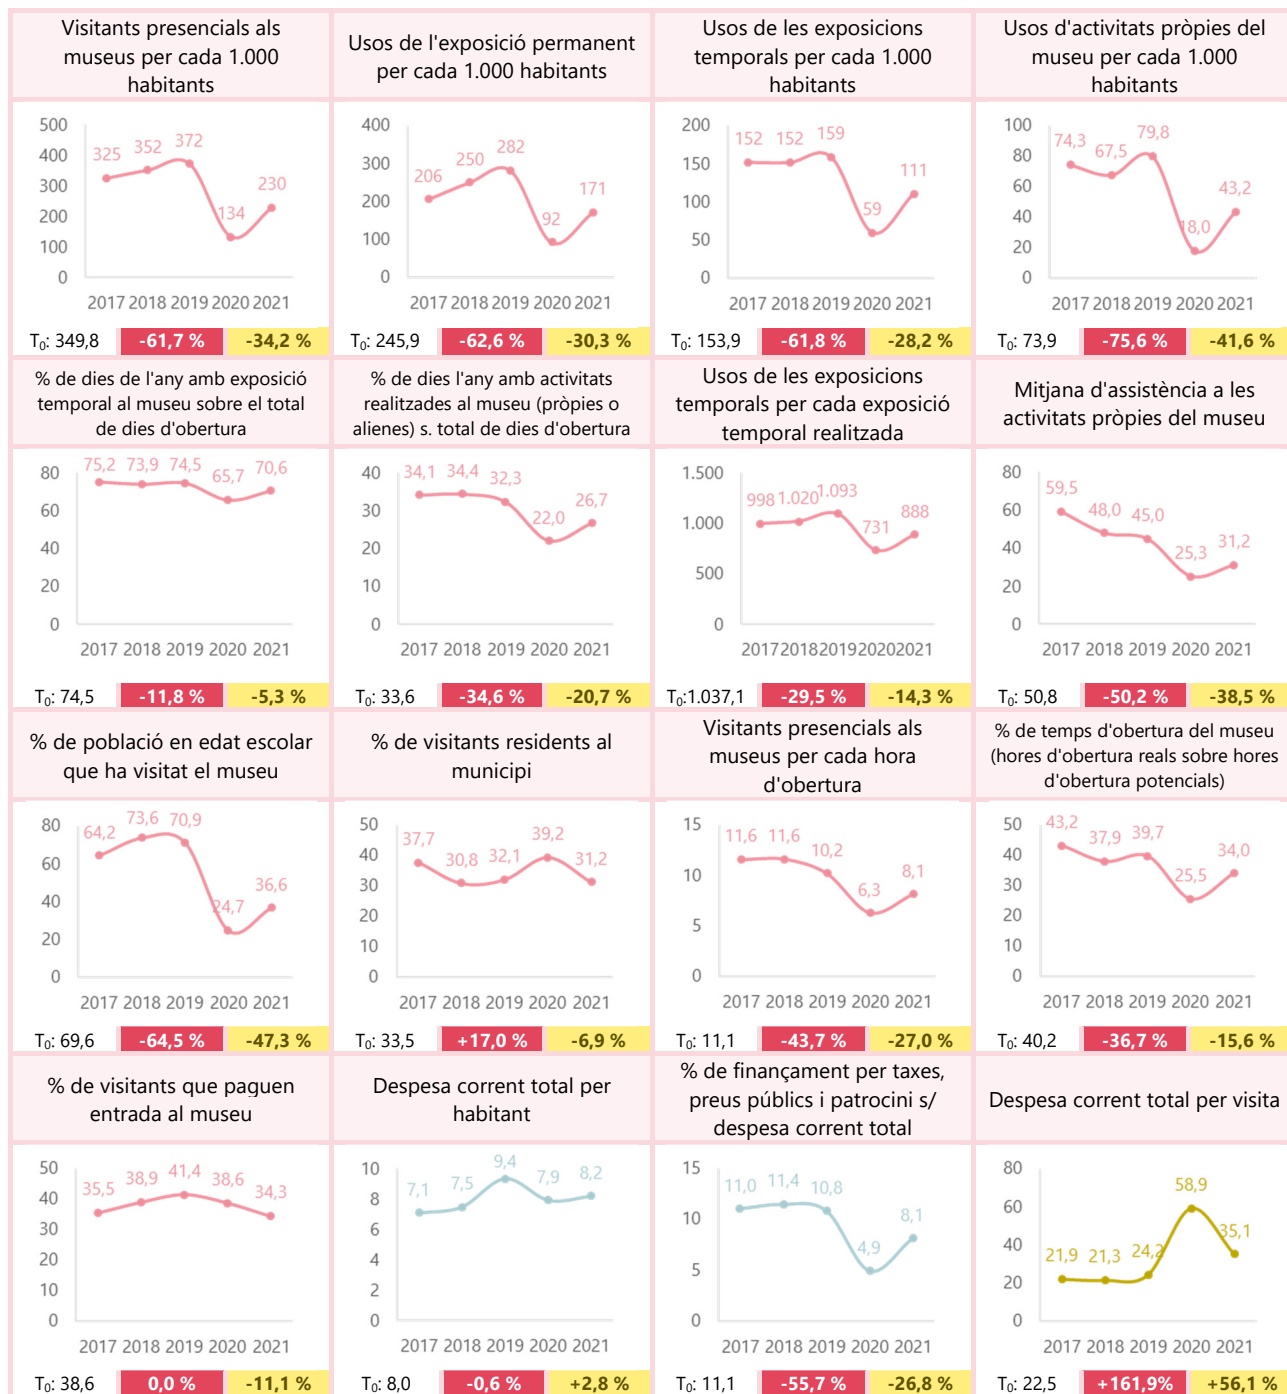 Visitants presencials als
museus per cada 1.000
habitants
500
400
300
200
100
0
325
352
372
134
230
2017 2018 2019 2020 2021
T0: 349,8 -61,7 % -34,2 %
Usos de l'exposició permanent
per cada 1.000 habitants
400
300
200
100
0
206
250
282
92
171
2017 2018 2019 2020 2021
T0: 245,9 -62,6 % -30,3 %
Usos de les exposicions
temporals per cada 1.000
habitants
200
150
100
50
0
152
152
159
59
111
2017 2018 2019 2020 2021
T0: 153,9 -61,8 % -28,2 %
Usos d'activitats pròpies del
museu per cada 1.000
habitants
100
80
60
40
20
0
74,3
67,5
79,8
18,0
43,2
2017 2018 2019 2020 2021
T0: 73,9 -75,6 % -41,6 %
% de dies de l'any amb exposició
temporal al museu sobre el total
de dies d'obertura
80
60
40
20
0
75,2
73,9
74,5
65,7
70,6
2017 2018 2019 2020 2021
T0: 74,5 -11,8 % -5,3 %
% de dies l'any amb activitats
realitzades al museu (pròpies o
alienes) s. total de dies d'obertura
40
30
20
10
0
34,1
34,4
32,3
22,0
26,7
2017 2018 2019 2020 2021
T0: 33,6 -34,6 % -20,7 %
Usos de les exposicions
temporals per cada exposició
temporal realitzada
1.500
1.000
500
0
998
1.020
1.093
731
888
2017 2018 2019 2020 2021
T0:1.037,1 -29,5 % -14,3 %
Mitjana d'assistència a les
activitats pròpies del museu
80
60
40
20
0
59,5
48,0
45,0
25,3
31,2
2017 2018 2019 2020 2021
T0: 50,8 -50,2 % -38,5 %
% de població en edat escolar
que ha visitat el museu
80
60
40
20
0
64,2
73,6
70,9
24,7
36,6
2017 2018 2019 2020 2021
T0: 69,6 -64,5 % -47,3 %
% de visitants residents al
municipi
50
40
30
20
10
0
37,7
30,8
32,1
39,2
31,2
2017 2018 2019 2020 2021
T0: 33,5 +17,0 % -6,9 %
Visitants presencials als
museus per cada hora
d'obertura
15
10
5
0
11,6
11,6
10,2
6,3
8,1
2017 2018 2019 2020 2021
T0: 11,1 -43,7 % -27,0 %
% de temps d'obertura del museu
(hores d'obertura reals sobre hores
d'obertura potencials)
50
40
30
20
10
0
43,2
37,9
39,7
25,5
34,0
2017 2018 2019 2020 2021
T0: 40,2 -36,7 % -15,6 %
% de visitants que paguen
entrada al museu
50
40
30
20
10
0
35,5
38,9
41,4
38,6
34,3
2017 2018 2019 2020 2021
T0: 38,6 0,0 % -11,1 %
Despesa corrent total per
habitant
10
8
6
4
2
0
7,1
7,5
9,4
7,9
8,2
2017 2018 2019 2020 2021
T0: 8,0 -0,6 % +2,8 %
% de finançament per taxes,
preus públics i patrocini s/
despesa corrent total
15
10
5
0
11,0
11,4
10,8
4,9
8,1
2017 2018 2019 2020 2021
T0: 11,1 -55,7 % -26,8 %
Despesa corrent total per visita
80
60
40
20
0
21,9
21,3
24,2
58,9
35,1
2017 2018 2019 2020 2021
T0: 22,5 +161,9% +56,1 %